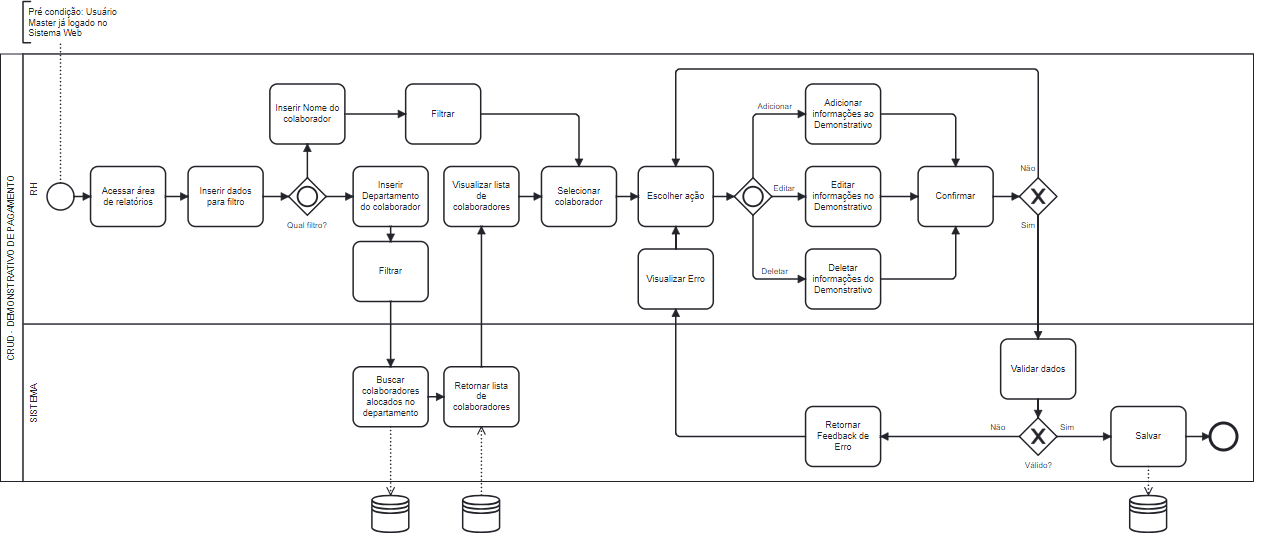 Pré condição: Usuário
Master já logado no
Sistema Web
CRUD - DEMONSTRATIVO DE PAGAMENTO
RH
Acessar área
de relatórios
Inserir dados
para filtro
Qual filtro?
Inserir Nome do
colaborador
Filtrar
Inserir
Departamento
do colaborador
Filtrar
Visualizar lista
de
colaboradores
Selecionar
colaborador
Escolher ação
Visualizar Erro
Adicionar
Editar
Deletar
Adicionar
informações ao
Demonstrativo
Editar
informações no
Demonstrativo
Deletar
informações do
Demonstrativo
Confirmar
Não
Sim
SISTEMA
Buscar
colaboradores
alocados no
departamento
Retornar lista
de
colaboradores
Validar dados
Retornar
Feedback de
Erro
Não
Sim
Válido?
Salvar